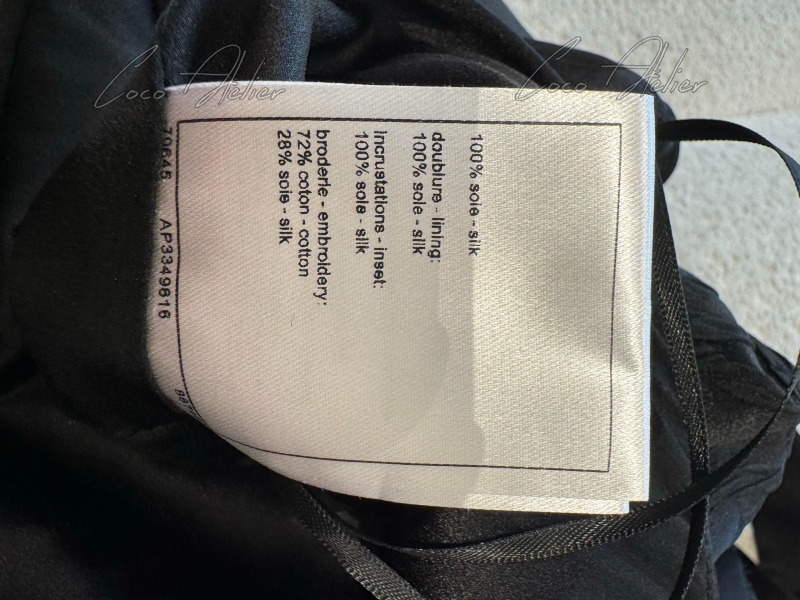 Coco Atelier
Coco Atelier
100% soie - silk
doublure - lining:
100% soie - silk
incrustations - inset:
100% soie - silk
broderie - embroidery:
72% coton - cotton
28% soie - silk
AP3349816